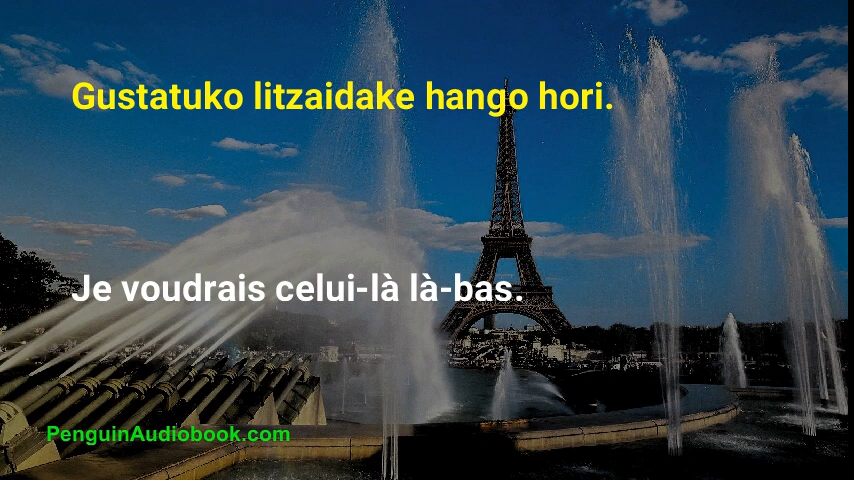 Gustatuko litzaidake hango hori.
Je voudrais celui-là là-bas.
PenguinAudiobook.com